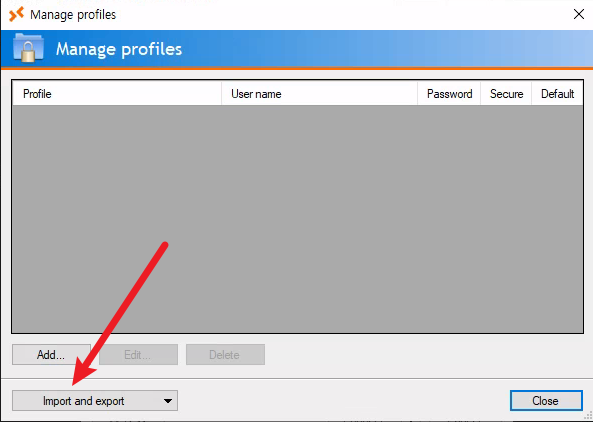 Manage profiles
Manage profiles
Profile User name Password Secure Default
Add... Edit... Delete
Import and export Close